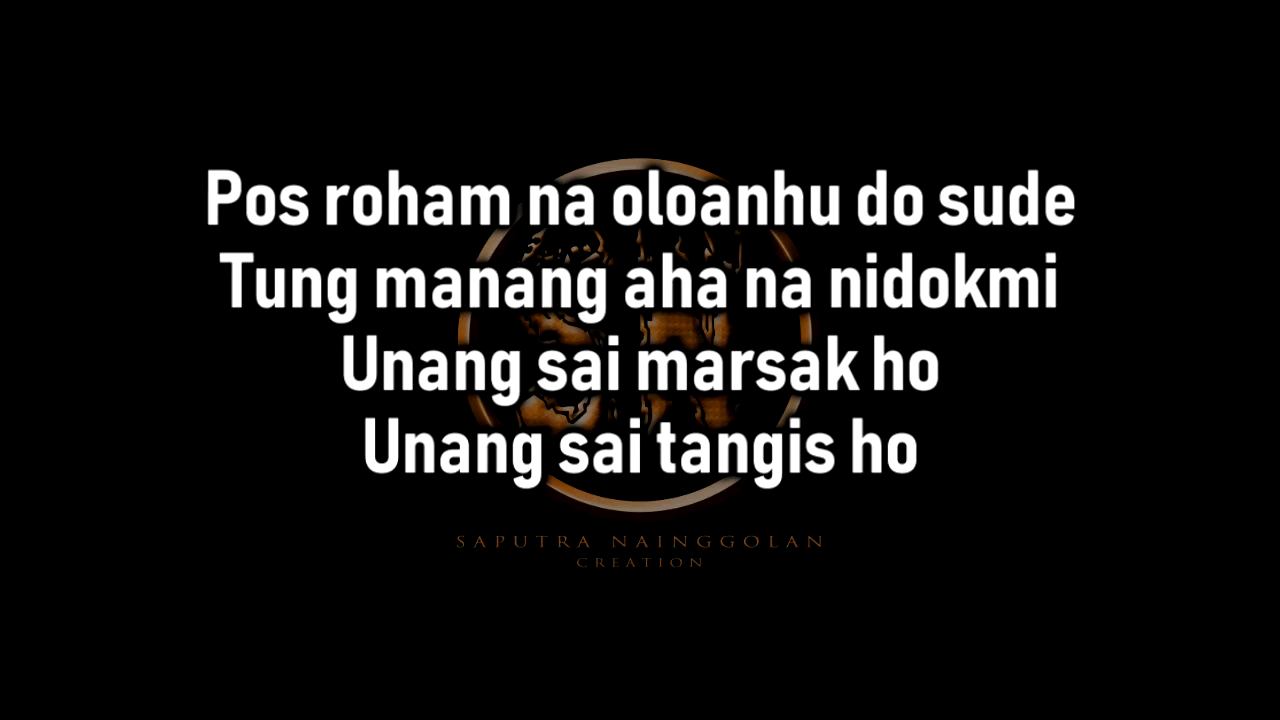 Pos roham na oloanhu do sude
Tung manang aha na nidokmi
Unang sai marsak ho
Unang sai tangis ho
SAPUTRA NAINGGOLAN
CREATION